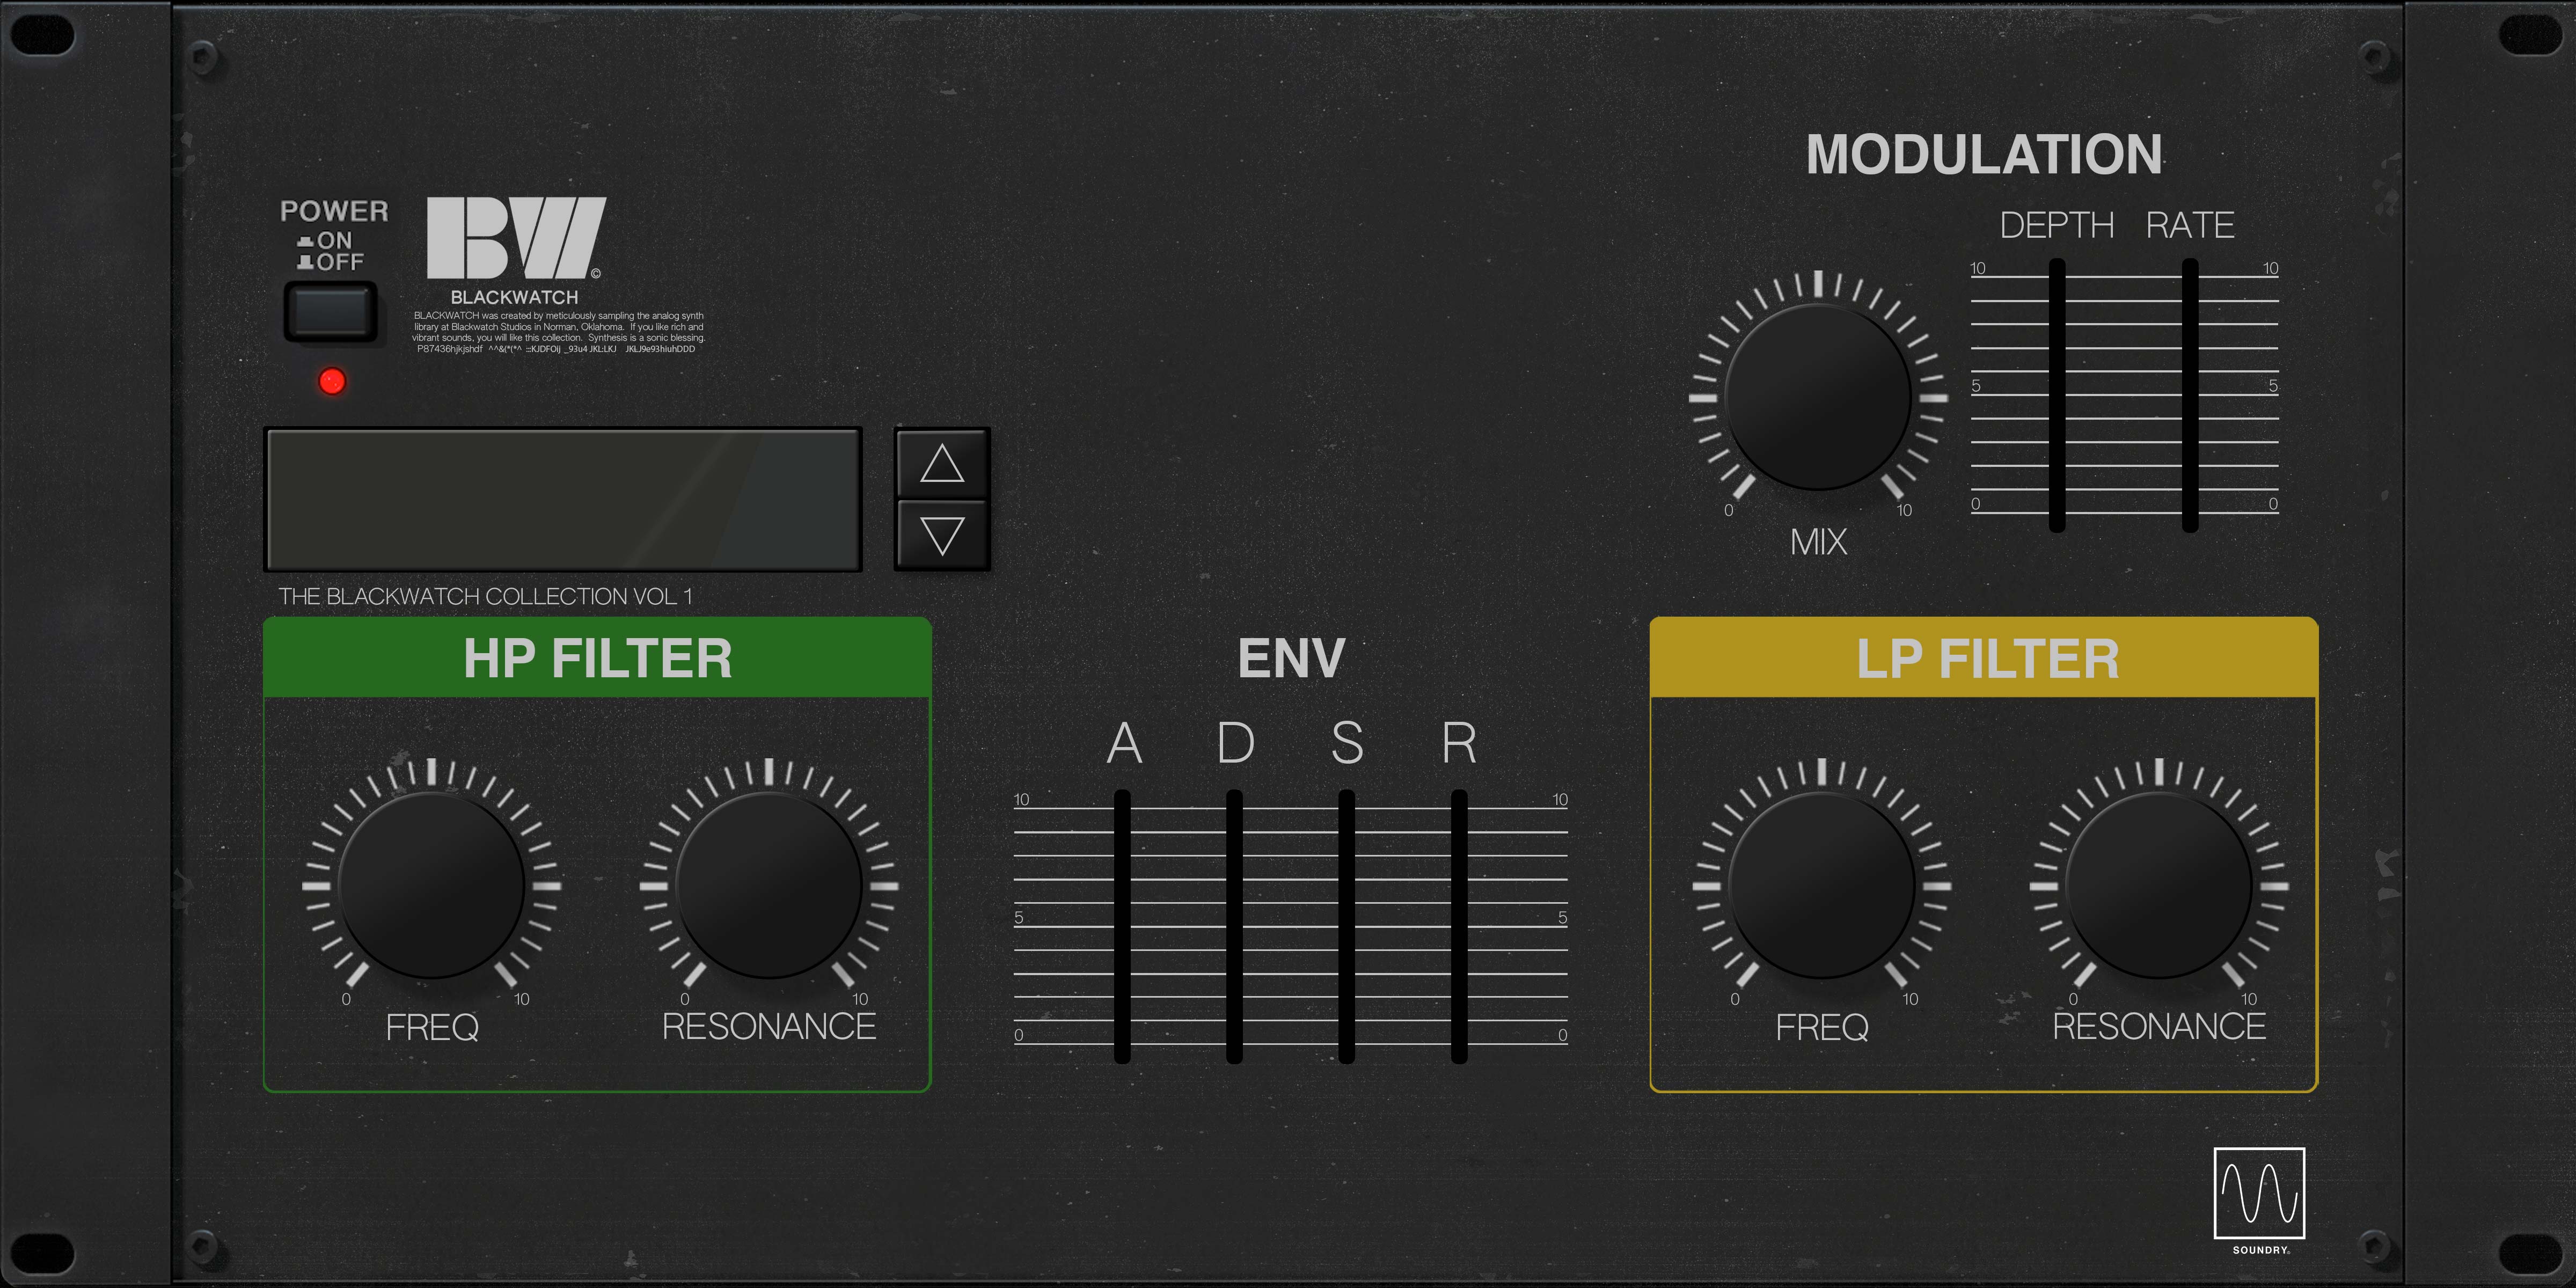 MODULATION
POWER
ON
OFF
BW©
BLACKWATCH
BLACKWATCH was created by meticulously sampling the analog synth
library at Blackwatch Studios in Norman, Oklahoma. If you like rich and
vibrant sounds, you will like this collection. Synthesis is a sonic blessing.
P87436hjkjshdf ^^&(*(*^ :::KJDFOij _93u4 JKL:LKJ JKLJ9e93hiuhDDD
DEPTH RATE
10 10
5 5
0 0
0 10
MIX
THE BLACKWATCH COLLECTION VOL 1
HP FILTER
0 10
FREQ
0 10
RESONANCE
ENV
A D S R
10 10
5 5
0 0
LP FILTER
0 10
FREQ
0 10
RESONANCE
SOUNDRY